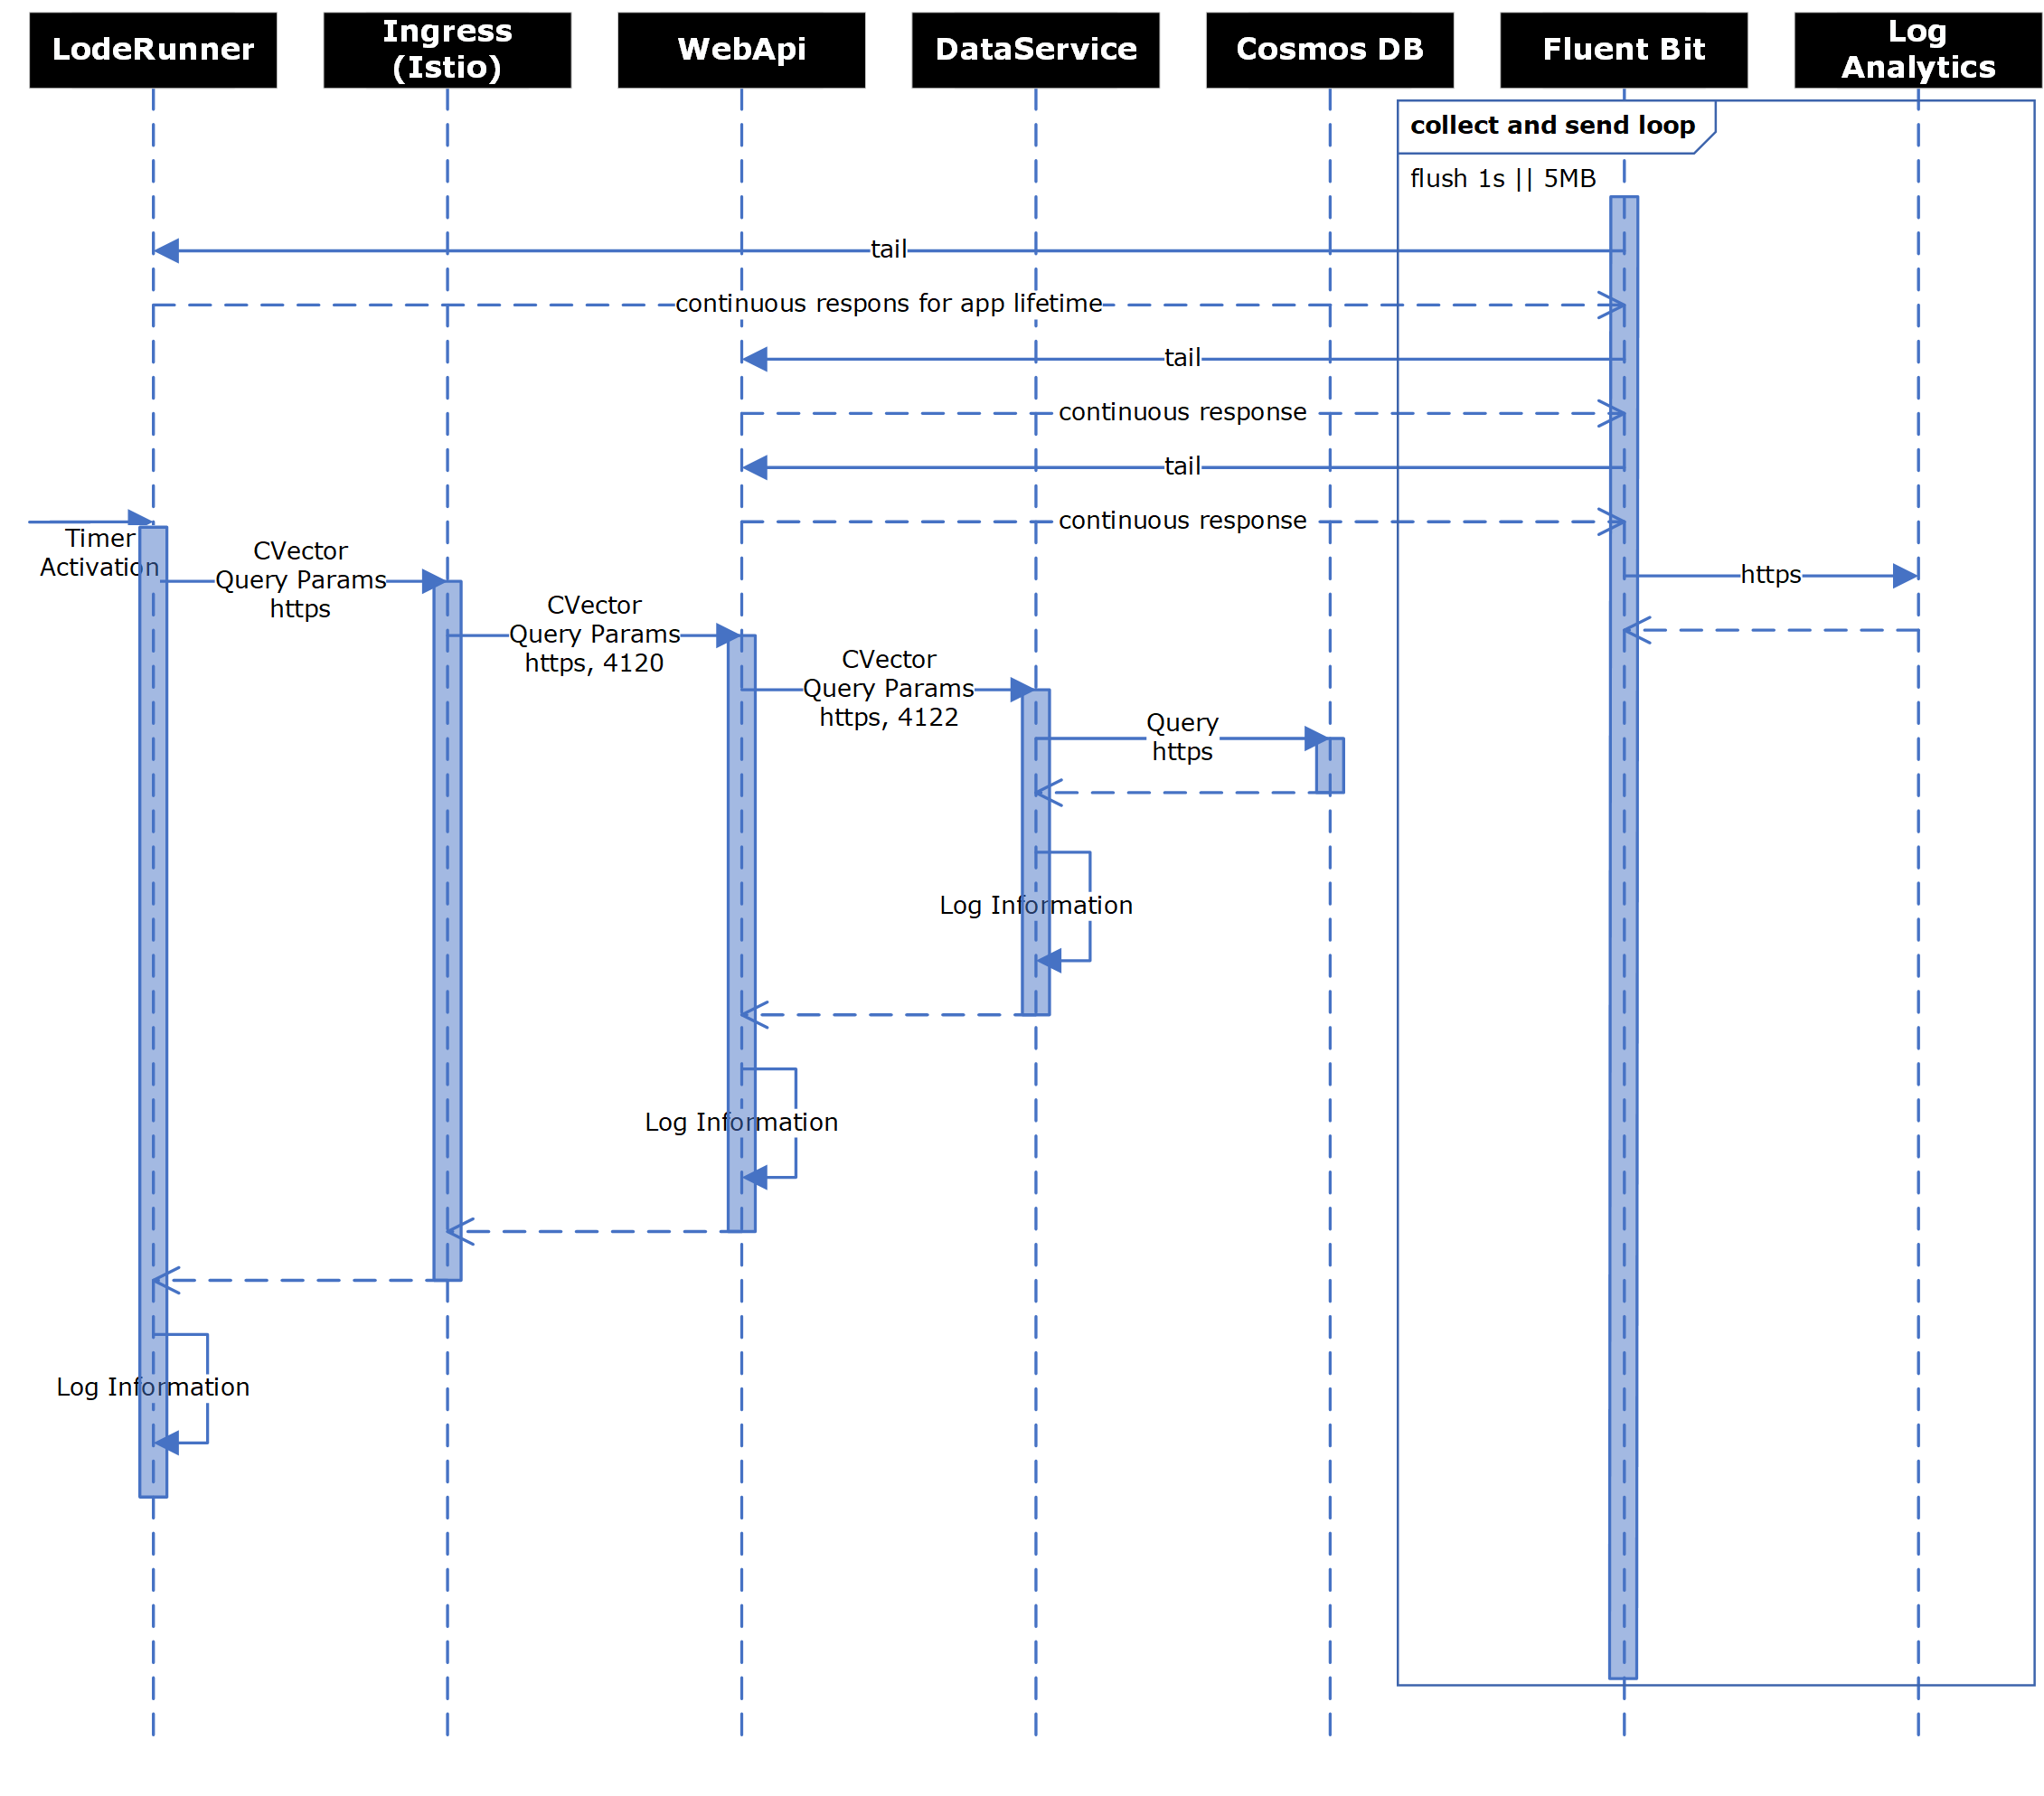 LodeRunner
Ingress
(Istio)
WebApi
DataService
Cosmos DB
Fluent Bit
Log
Analytics
collect and send loop
flush 1s || 5MB
tail
continuous respons for app lifetime
tail
continuous response
tail
continuous response
Timer
Activation
CVector
Query Params
https
https
CVector
Query Params
https, 4120
CVector
Query Params
https, 4122
Query
https
Log Information
Log Information
Log Information